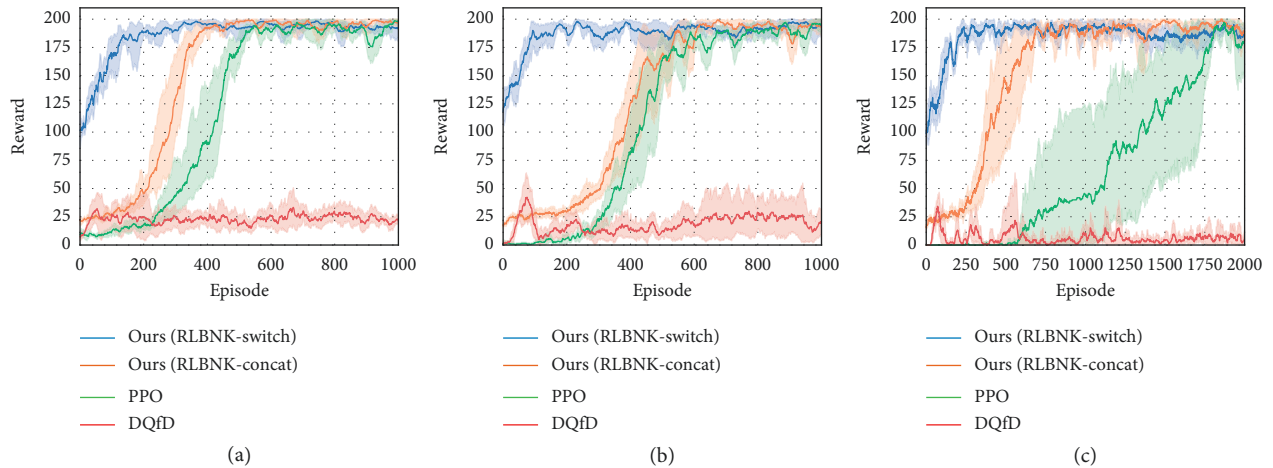 200
175
150
125
100
75
50
25
0
Reward
0 200 400 600 800 1000
Episode
Ours (RLBNK-switch)
Ours (RLBNK-concat)
PPO
DQfD
(a)
200
175
150
125
100
75
50
25
0
Reward
0 200 400 600 800 1000
Episode
Ours (RLBNK-switch)
Ours (RLBNK-concat)
PPO
DQfD
(b)
200
175
150
125
100
75
50
25
0
Reward
0 250 500 750 1000 1250 1500 1750 2000
Episode
Ours (RLBNK-switch)
Ours (RLBNK-concat)
PPO
DQfD
(c)